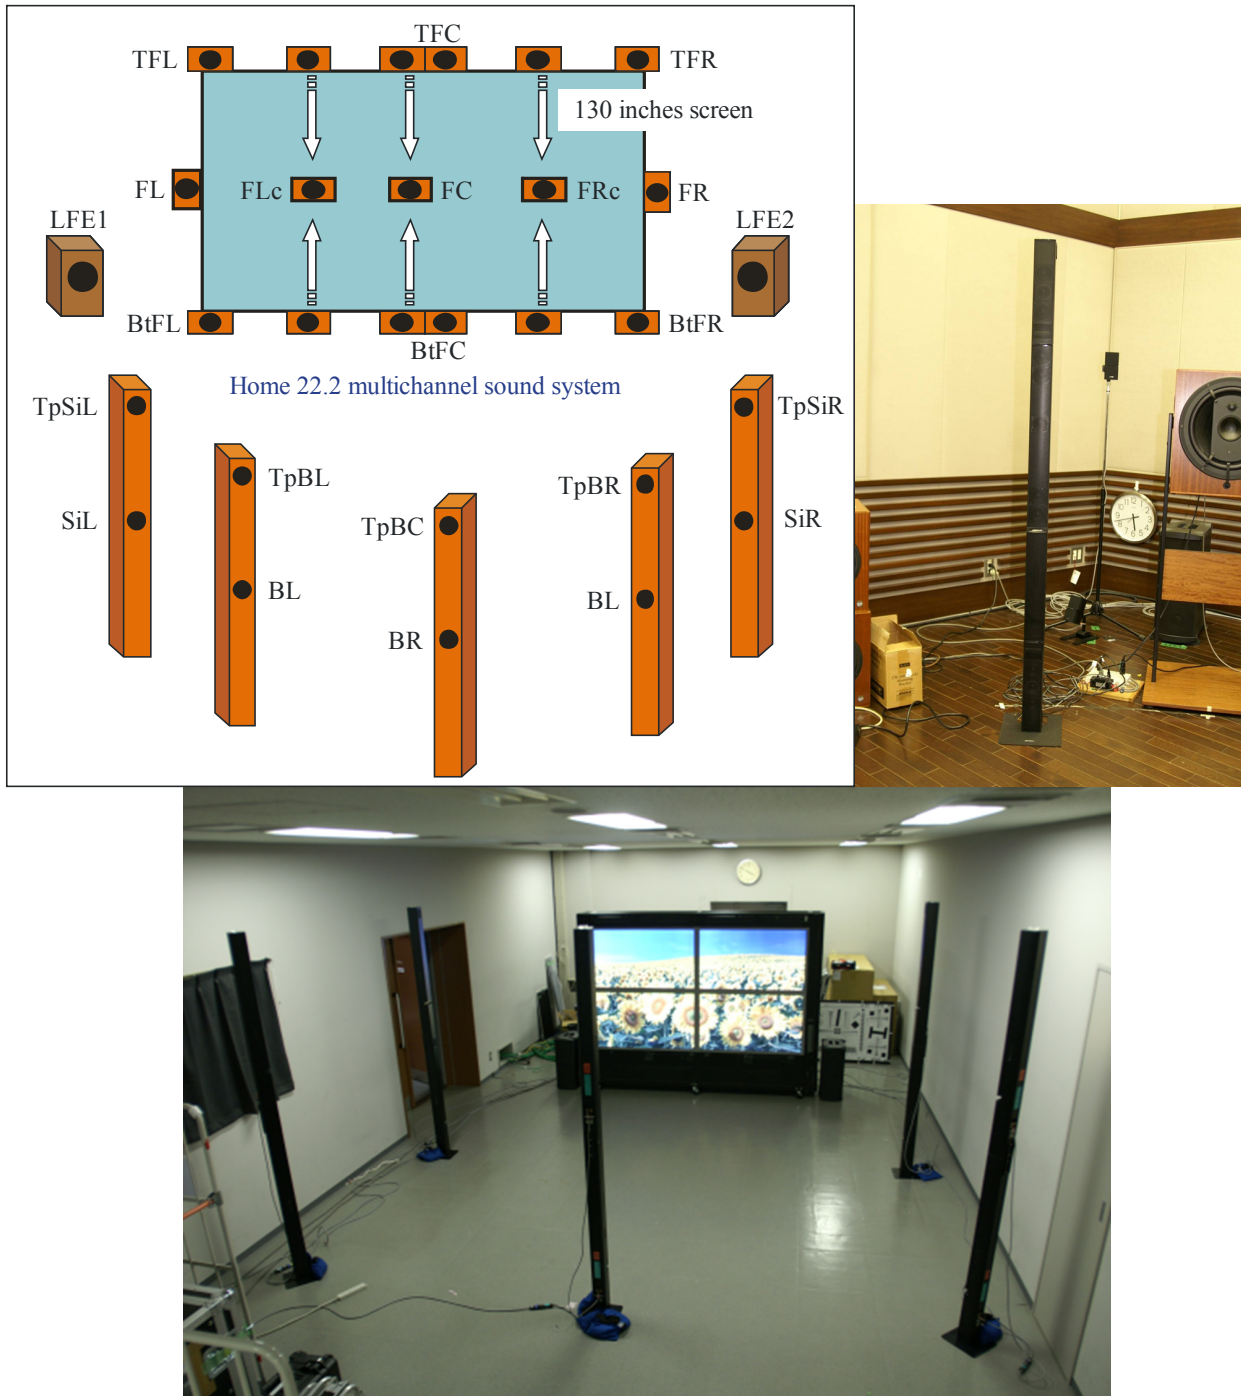 TFC
TFL
TFR
130 inches screen
FL
FLc
FC
FRc
FR
LFE1
LFE2
BtFL
BtFC
BtFR
Home 22.2 multichannel sound system
TpSiL
TpSiR
TpBL
TpBR
TpBC
SiL
SiR
BL
BL
BR